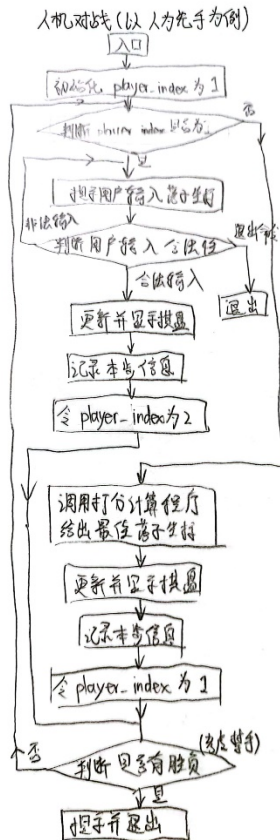 人机对战(以人为先手为例)
入口
初始化 player_index为1
判断player_index是否为1
否
是
提示用户输入落子坐标
非法输入
判断用户输入合法性
退出命令
合法输入
退出
更新并显示棋盘
记录本步信息
令 player_index为2
调用打分计算程序
给出最佳落子坐标
更新并显示棋盘
记录本步信息
令 player_index为1
否
判断是否有胜负
是
提示并退出